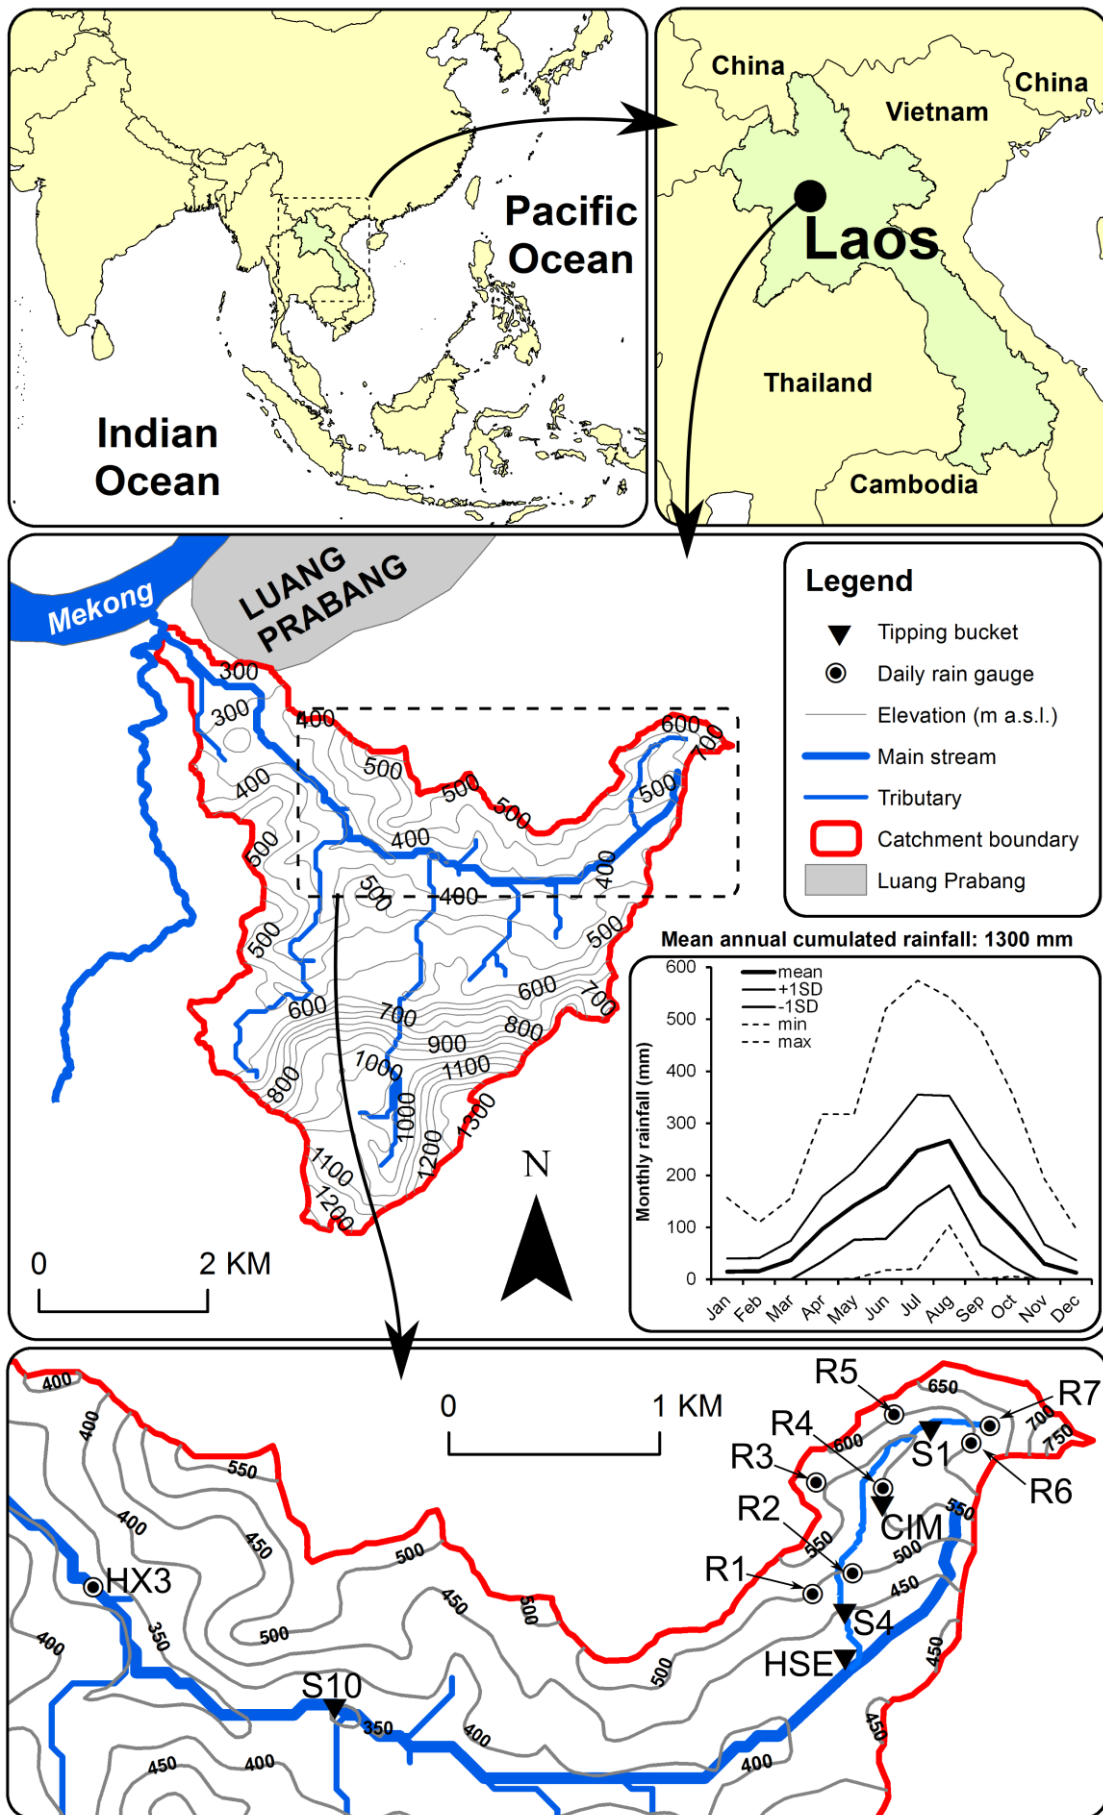 Pacific
Ocean
Indian
Ocean
China
China
Vietnam
Laos
Thailand
Cambodia
Mekong
LUANG
PRABANG
300
300
400
400
500
500
500
500
600
700
500
400
400
400
500
500
500
600
600
700
700
800
800
900
1000
1100
1000
1300
1200
1100
1200
0
2 KM
N
Legend
Tipping bucket
Daily rain gauge
Elevation (m a.s.l.)
Main stream
Tributary
Catchment boundary
Luang Prabang
Mean annual cumulated rainfall: 1300 mm
Monthly rainfall (mm)
600
500
400
300
200
100
0
mean
+1SD
-1SD
min
max
Jan
Feb
Mar
Apr
May
Jun
Jul
Aug
Sep
Oct
Nov
Dec
0
1 KM
400
400
550
400
450
500
450
500
500
500
350
350
400
400
450
400
400
450
450
450
500
550
550
600
650
700
750
R5
R7
R4
S1
R3
R6
R2
CIM
R1
S4
HSE
HX3
S10